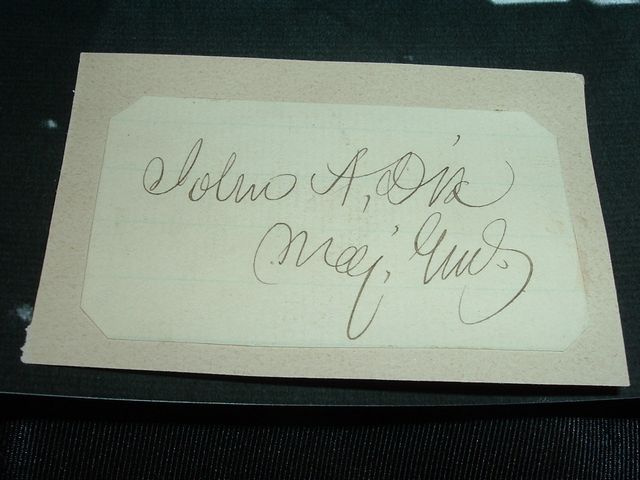 John A, Dix
Maj. Genl.